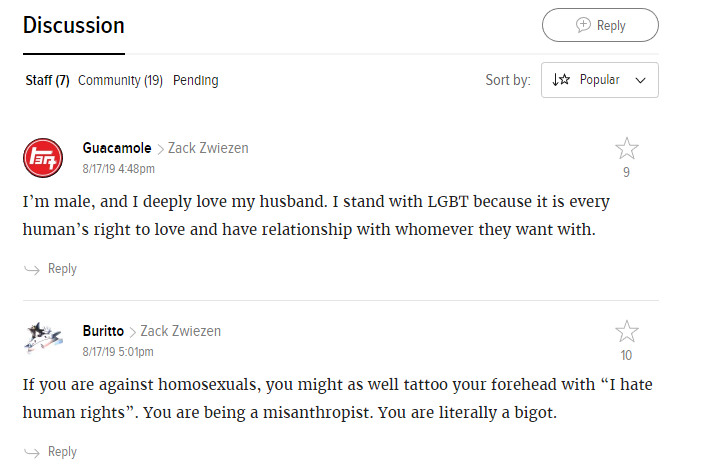 Discussion
Reply
Staff (7) Community (19) Pending
Sort by: Popular
Guacamole > Zack Zwiezen
8/17/19 4:48pm
9
I’m male, and I deeply love my husband. I stand with LGBT because it is every
human’s right to love and have relationship with whomever they want with.
Reply
Buritto > Zack Zwiezen
8/17/19 5:01pm
10
If you are against homosexuals, you might as well tattoo your forehead with “I hate
human rights”. You are being a misanthropist. You are literally a bigot.
Reply